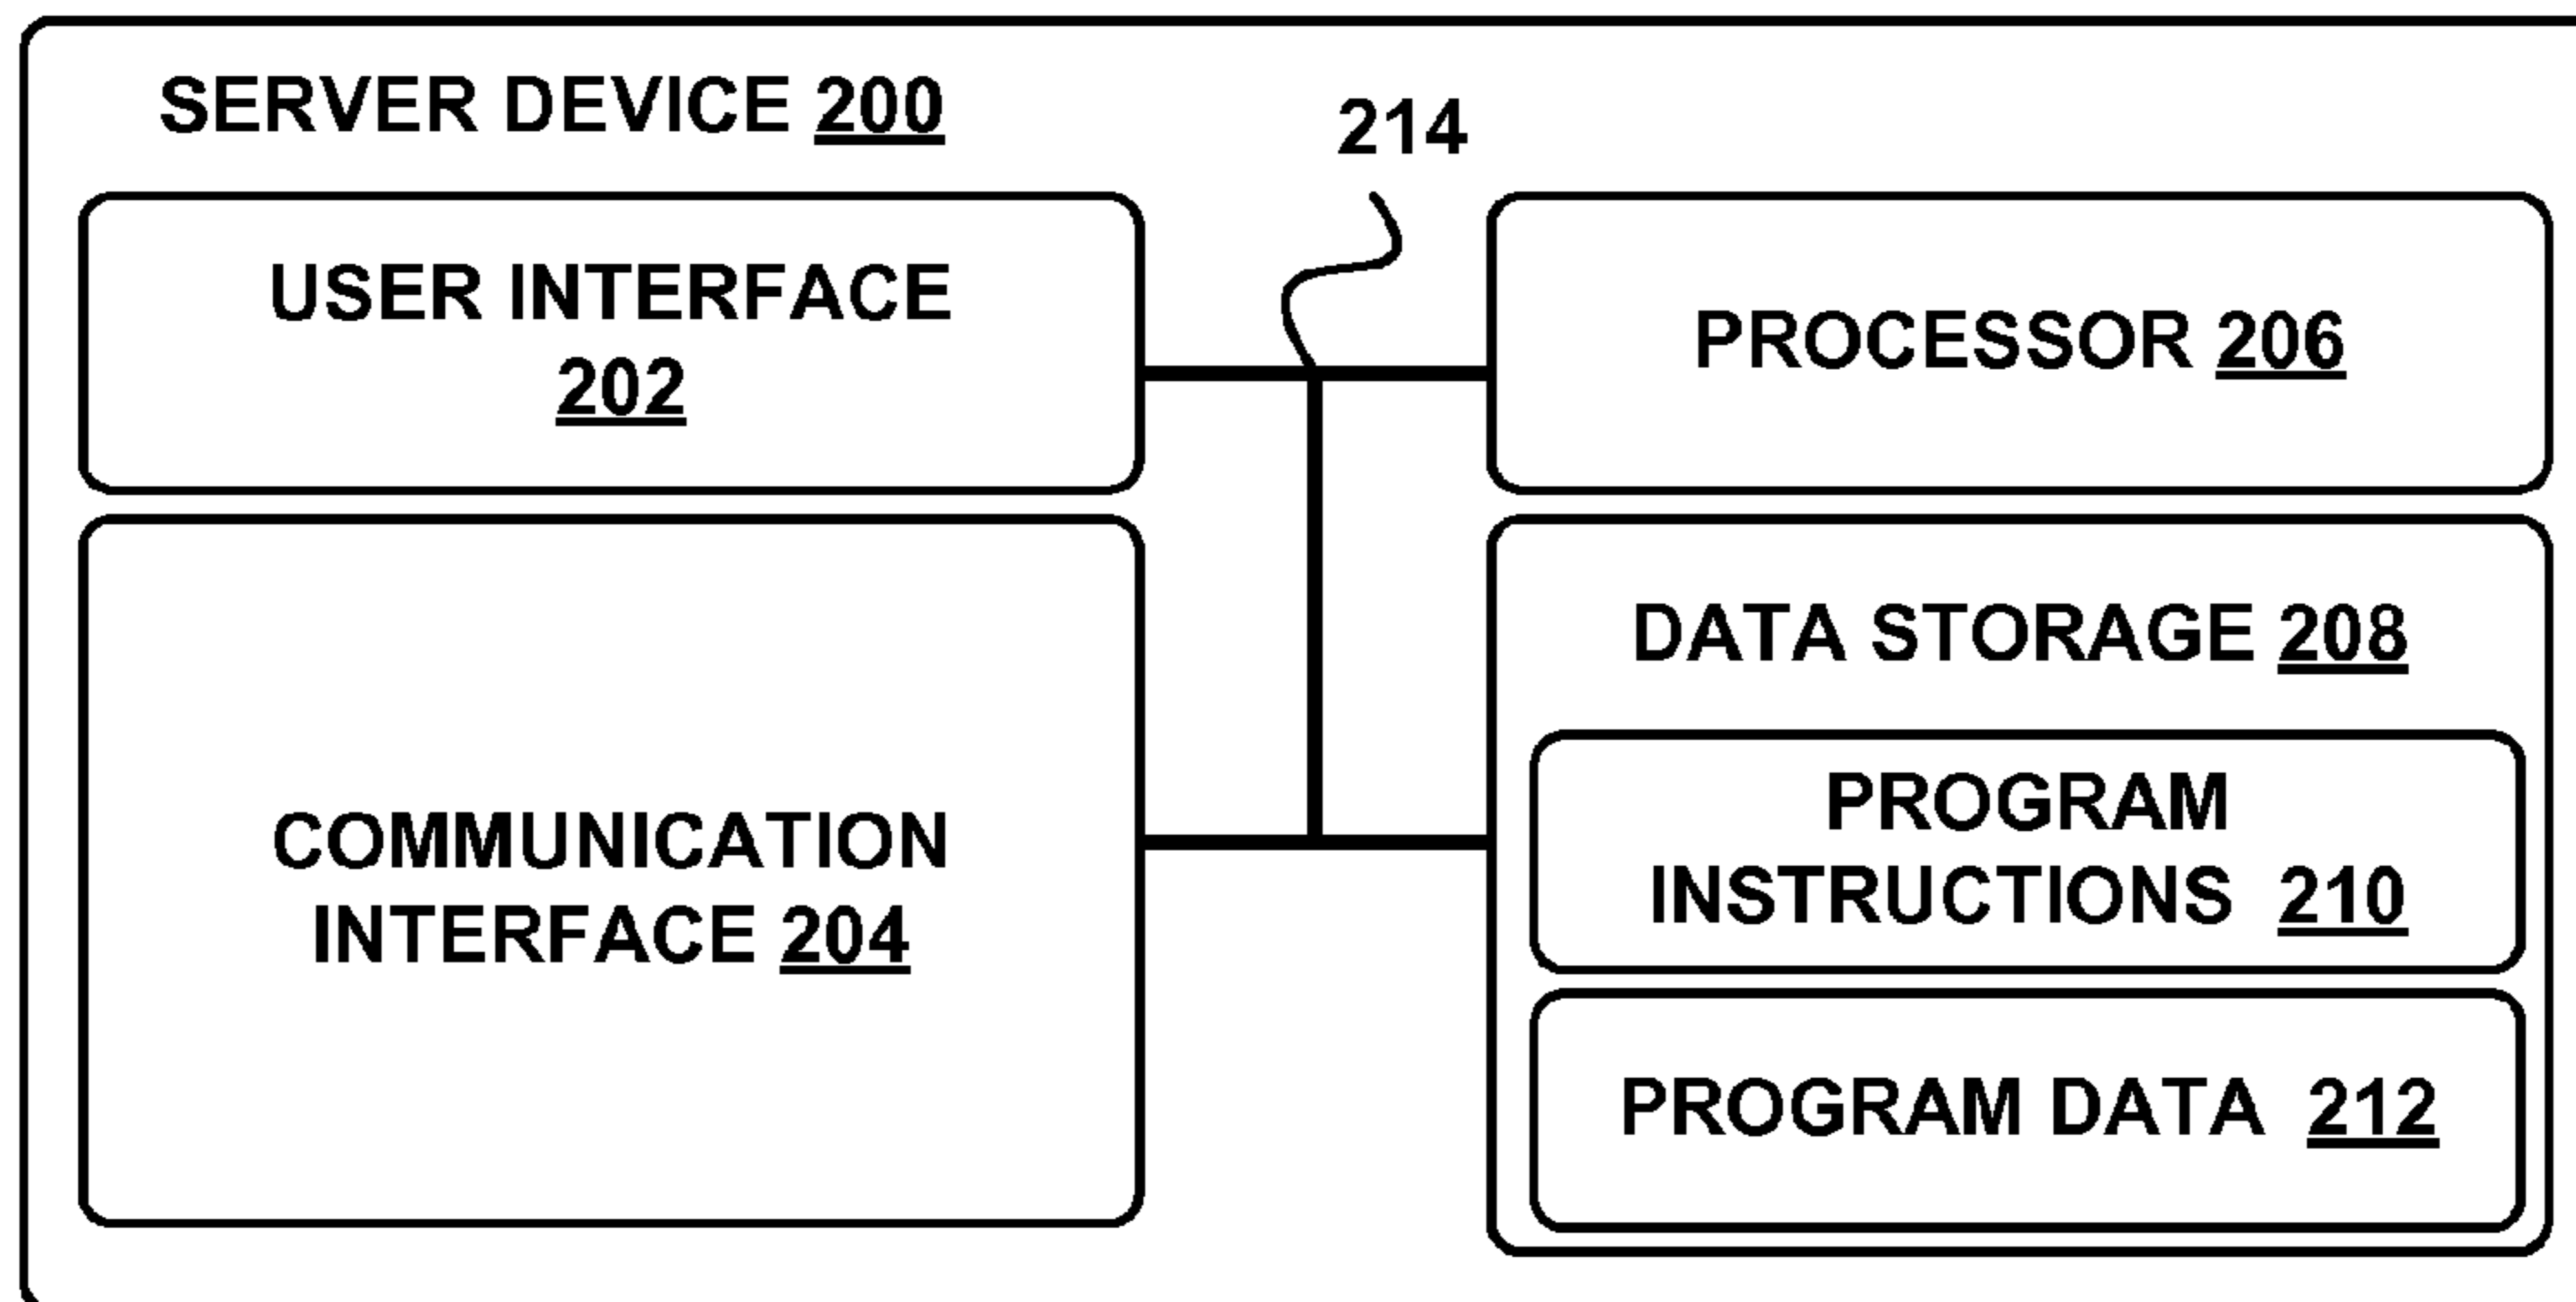 SERVER DEVICE 200
214
USER INTERFACE
202
PROCESSOR 206
COMMUNICATION
INTERFACE 204
DATA STORAGE 208
PROGRAM
INSTRUCTIONS 210
PROGRAM DATA 212